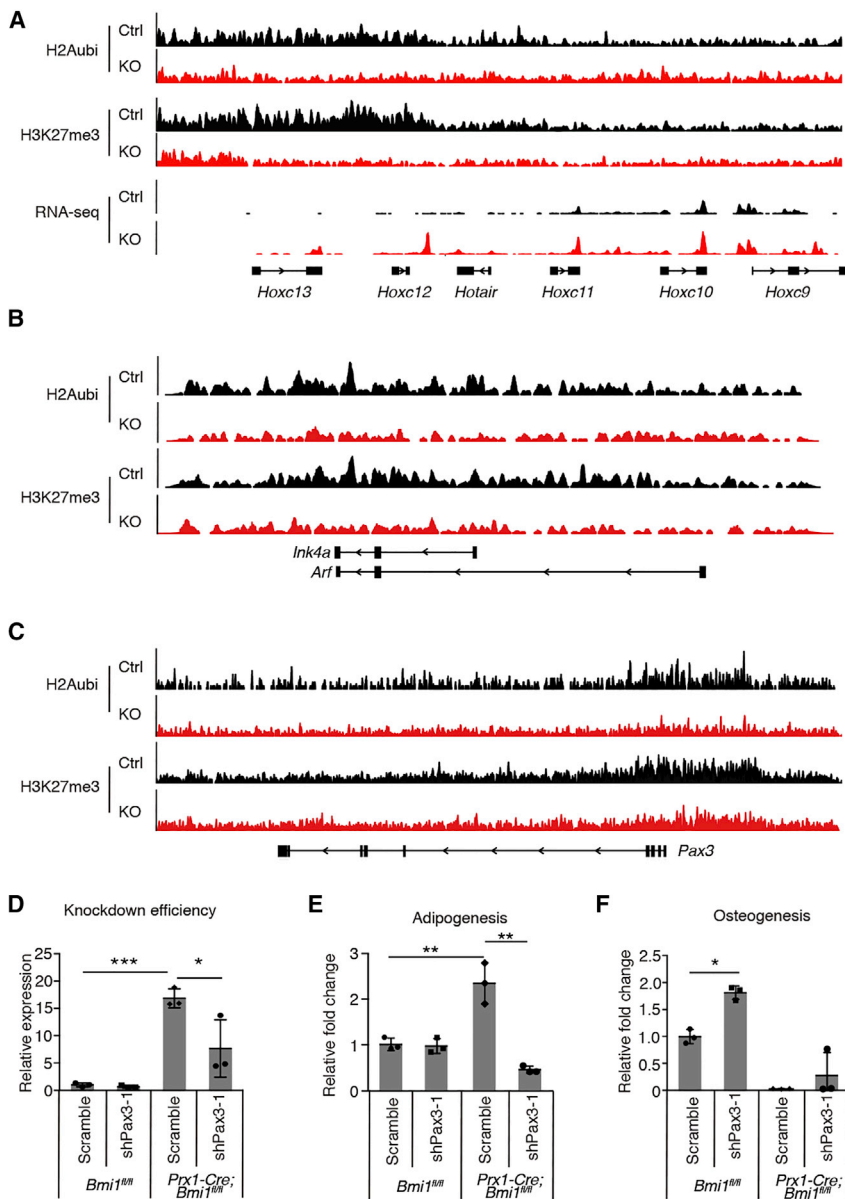 A
H2Aubi
Ctrl
KO
H3K27me3
Ctrl
KO
RNA-seq
Ctrl
KO
Hoxc13 Hoxc12 Hotair Hoxc11 Hoxc10 Hoxc9
B
H2Aubi
Ctrl
KO
H3K27me3
Ctrl
KO
Ink4a
Arf
C
H2Aubi
Ctrl
KO
H3K27me3
Ctrl
KO
Pax3
D
Knockdown efficiency
*** *
Relative expression
25
20
15
10
5
0
Scramble
shPax3-1
Scramble
shPax3-1
Bmi1fl/fl
Prx1-Cre;
Bmi1fl/fl
E
Adipogenesis
** **
Relative fold change
3
2
1
0
Scramble
shPax3-1
Scramble
shPax3-1
Bmi1fl/fl
Prx1-Cre;
Bmi1fl/fl
F
Osteogenesis
*
Relative fold change
2.5
2.0
1.5
1.0
0.5
0
Scramble
shPax3-1
Scramble
shPax3-1
Bmi1fl/fl
Prx1-Cre;
Bmi1fl/fl